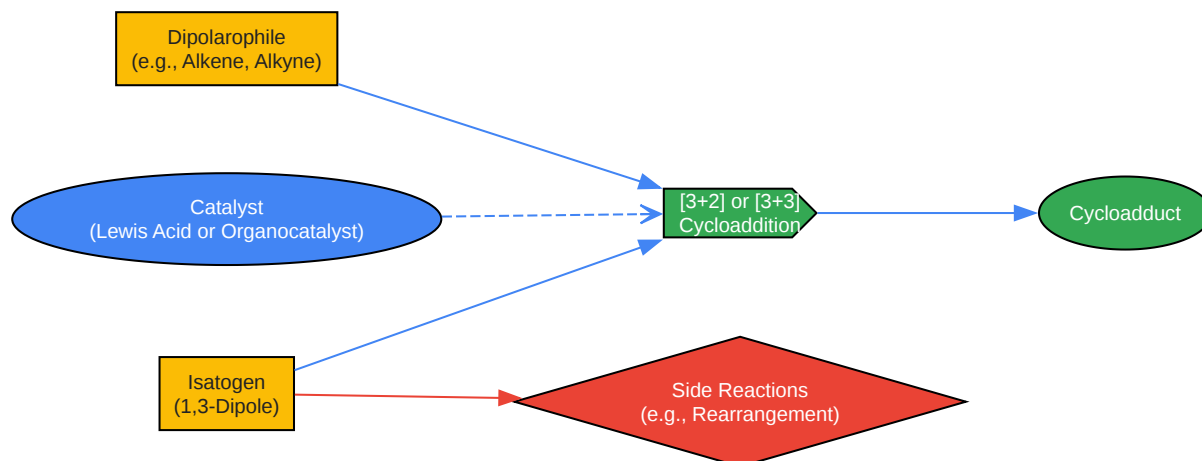 Dipolarophile
(e.g., Alkene, Alkyne)
Catalyst
(Lewis Acid or Organocatalyst)
[3+2] or [3+3]
Cycloaddition
Cycloadduct
Isatogen
(1,3-Dipole)
Side Reactions
(e.g., Rearrangement)